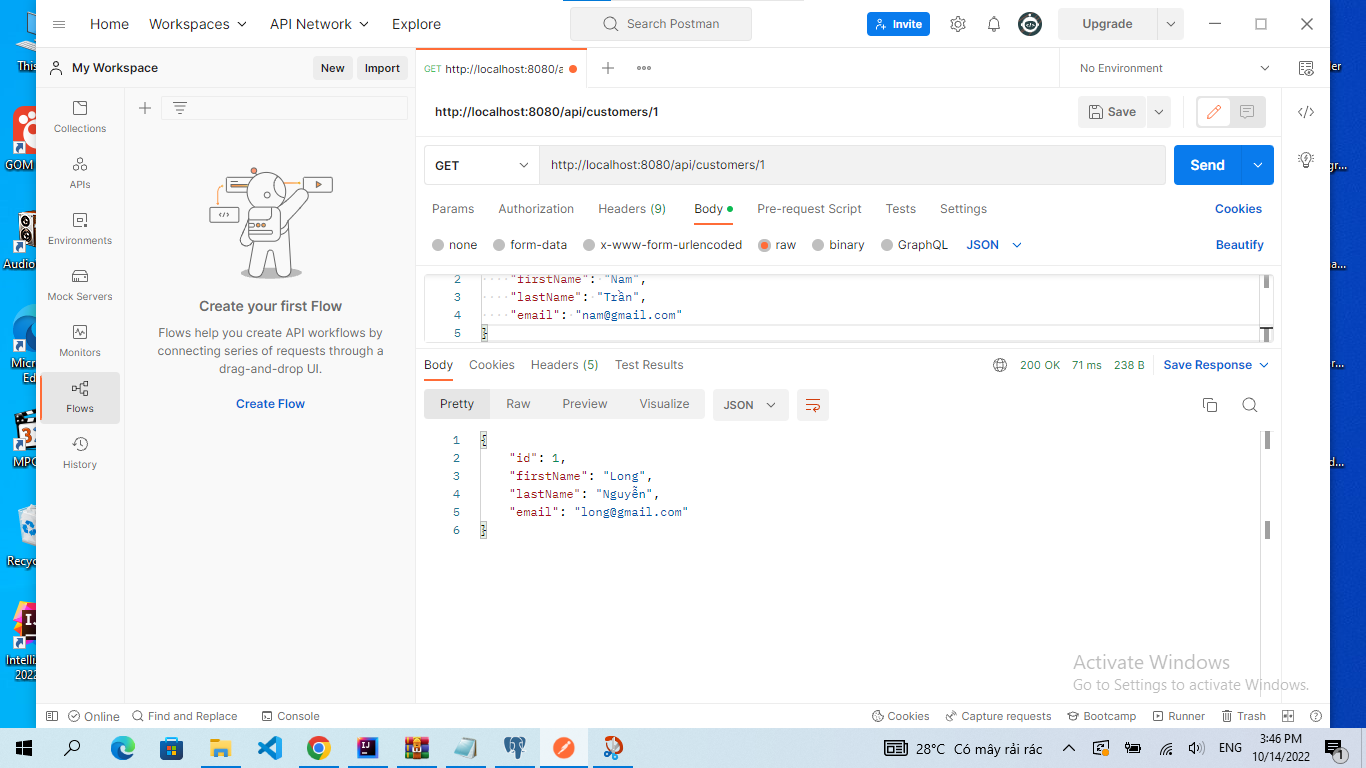 Home Workspaces API Network Explore Search Postman Invite Upgrade
My Workspace New Import GET http://localhost:8080/a No Environment
Collections
APIs
Environments
Mock Servers
Monitors
Flows
History
Create your first Flow
Flows help you create API workflows by
connecting series of requests through a
drag-and-drop UI.
Create Flow
http://localhost:8080/api/customers/1 Save
GET http://localhost:8080/api/customers/1 Send
Params Authorization Headers (9) Body Pre-request Script Tests Settings Cookies
none form-data x-www-form-urlencoded raw binary GraphQL JSON Beautify
2 "firstName": "Nam",
3 "lastName": "Trần",
4 "email": "nam@gmail.com"
5 }
Body Cookies Headers (5) Test Results 200 OK 71 ms 238 B Save Response
Pretty Raw Preview Visualize JSON
1 {
2 "id": 1,
3 "firstName": "Long",
4 "lastName": "Nguyễn",
5 "email": "long@gmail.com"
6 }
Activate Windows
Go to Settings to activate Windows.
Online Find and Replace Console Cookies Capture requests Bootcamp Runner Trash
This
GOM
Audio
Micr
Ed
MPC
Recyc
Intelli
202
er
gr...
a...
r...
d...
28°C Có mây rải rác ENG 3:46 PM
10/14/2022
1